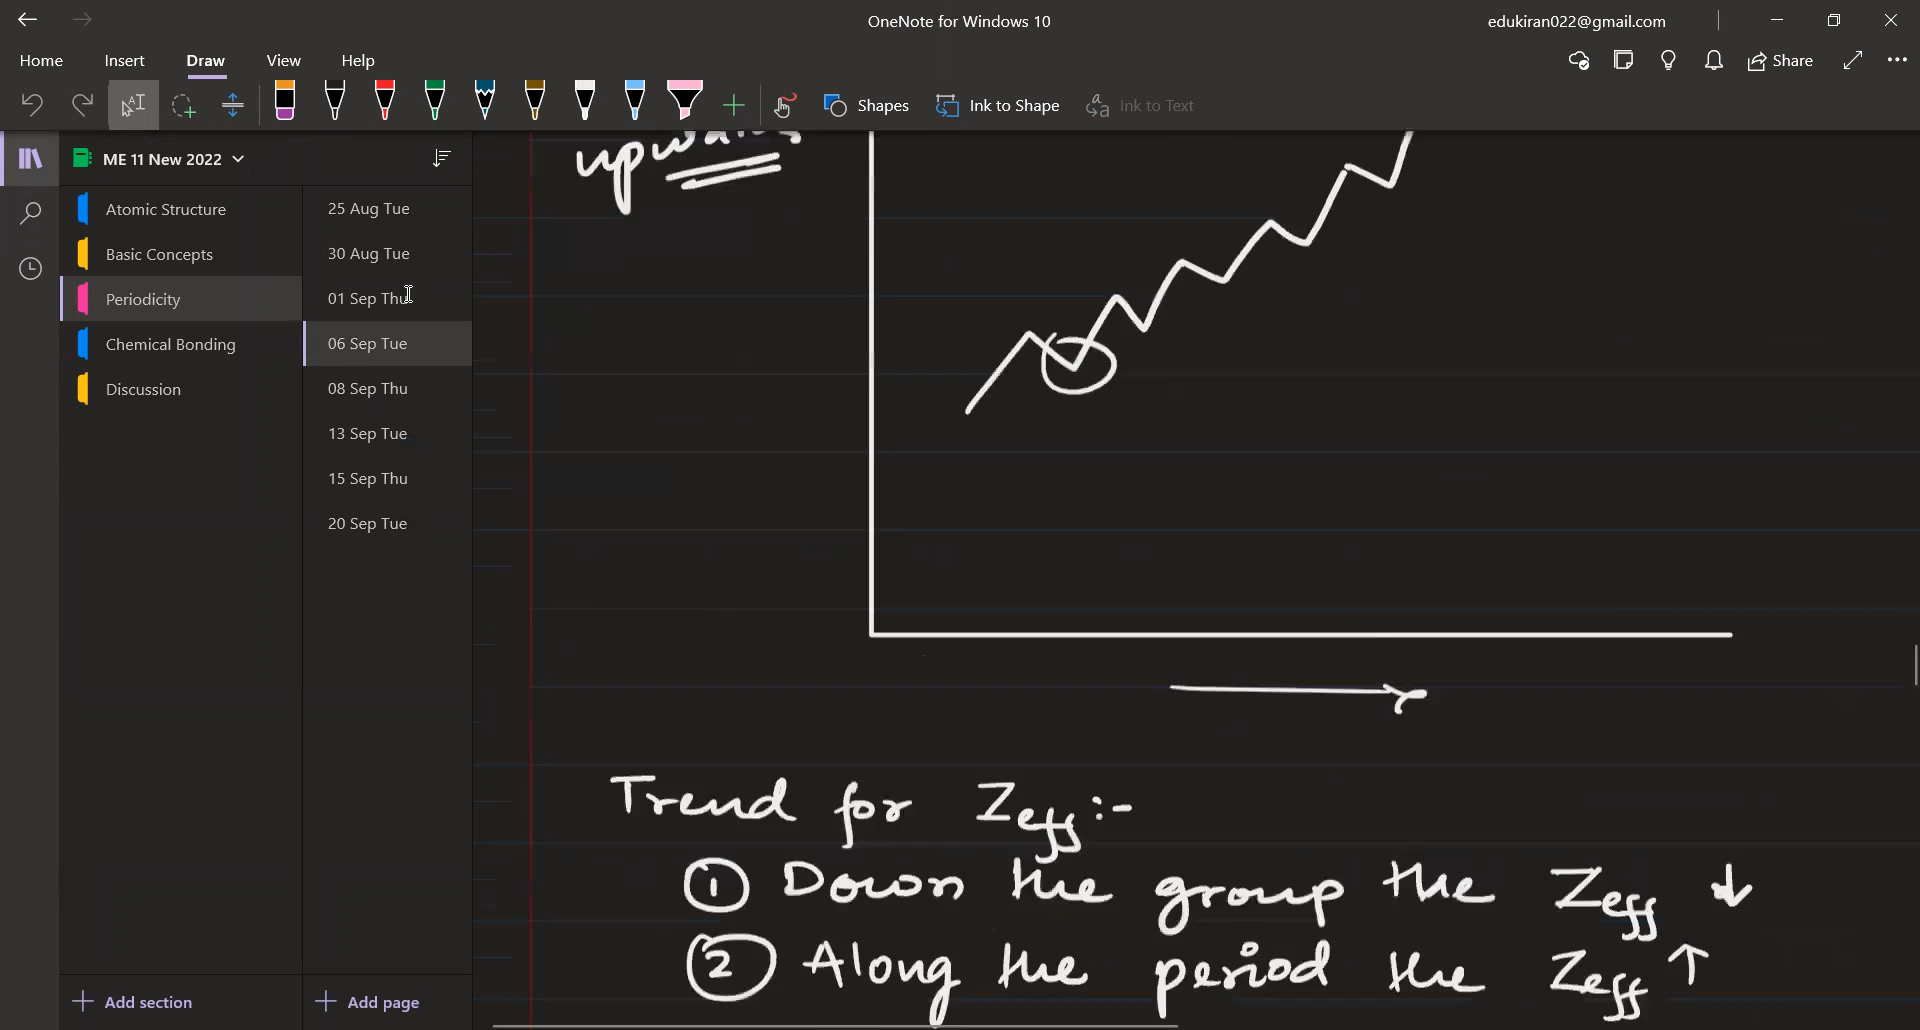 OneNote for Windows 10
edukiran022@gmail.com
Home Insert Draw View Help
Share
Shapes Ink to Shape Ink to Text
ME 11 New 2022
Atomic Structure
Basic Concepts
Periodicity
Chemical Bonding
Discussion
25 Aug Tue
30 Aug Tue
01 Sep Thu
06 Sep Tue
08 Sep Thu
13 Sep Tue
15 Sep Thu
20 Sep Tue
Add section
Add page
upwards
Trend for Zeff :-
① Down the group the Zeff ↓
② Along the period the Zeff ↑